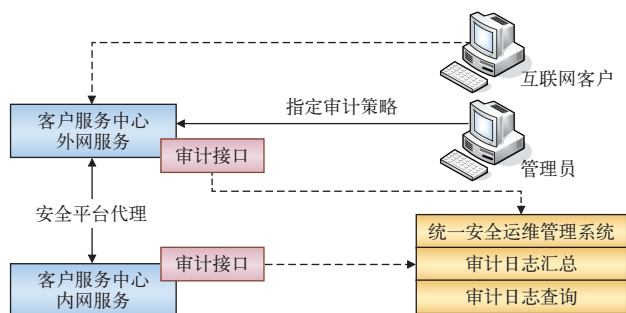 互联网客户
指定审计策略
客户服务中心
外网服务
审计接口
管理员
安全平台代理
统一安全运维管理系统
审计接口
审计日志汇总
客户服务中心
内网服务
审计日志查询